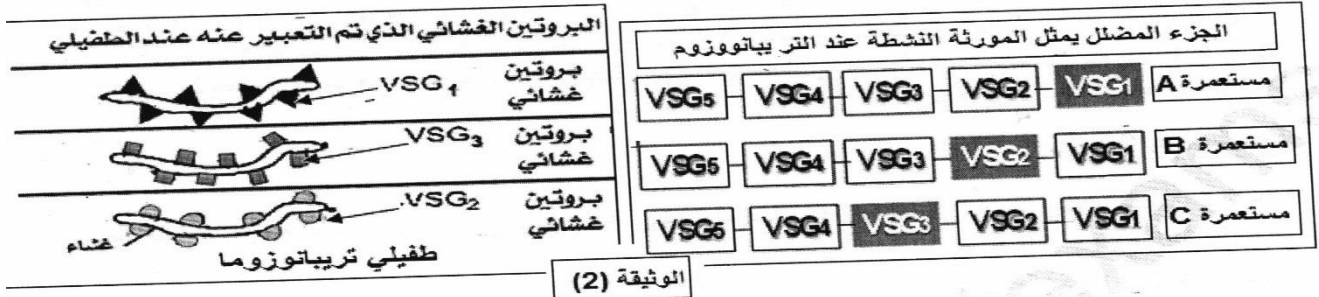 الجزء المضلل يمثل المورثة النشطة عند التريبانووزوم
مستعمرة A VSG1 VSG2 VSG3 VSG4 VSG5
مستعمرة B VSG1 VSG2 VSG3 VSG4 VSG5
مستعمرة C VSG1 VSG2 VSG3 VSG4 VSG5
البروتين الغشائي الذي تم التعبير عنه عند الطفيلي
بروتين غشائي VSG1
بروتين غشائي VSG3
بروتين غشائي VSG2
غشاء
طفيلي تريبانوزوما
الوثيقة (2)